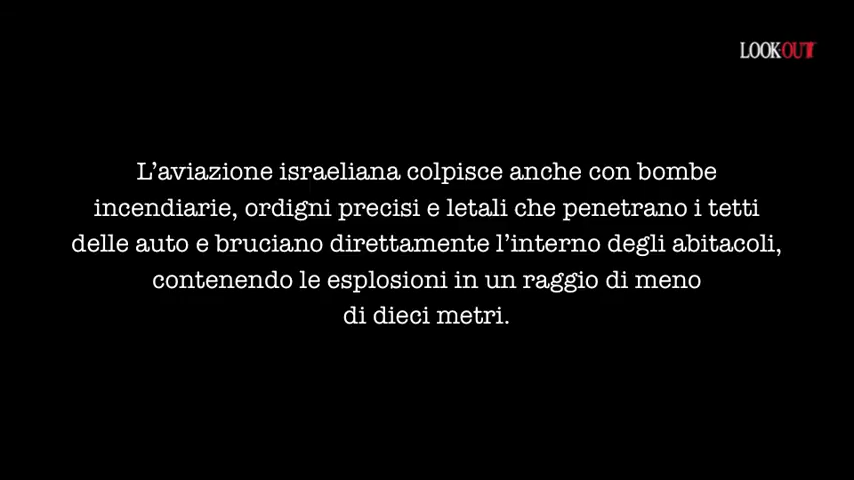 LOOKOUT
L'aviazione israeliana colpisce anche con bombe
incendiarie, ordigni precisi e letali che penetrano i tetti
delle auto e bruciano direttamente l'interno degli abitacoli,
contenendo le esplosioni in un raggio di meno
di dieci metri.